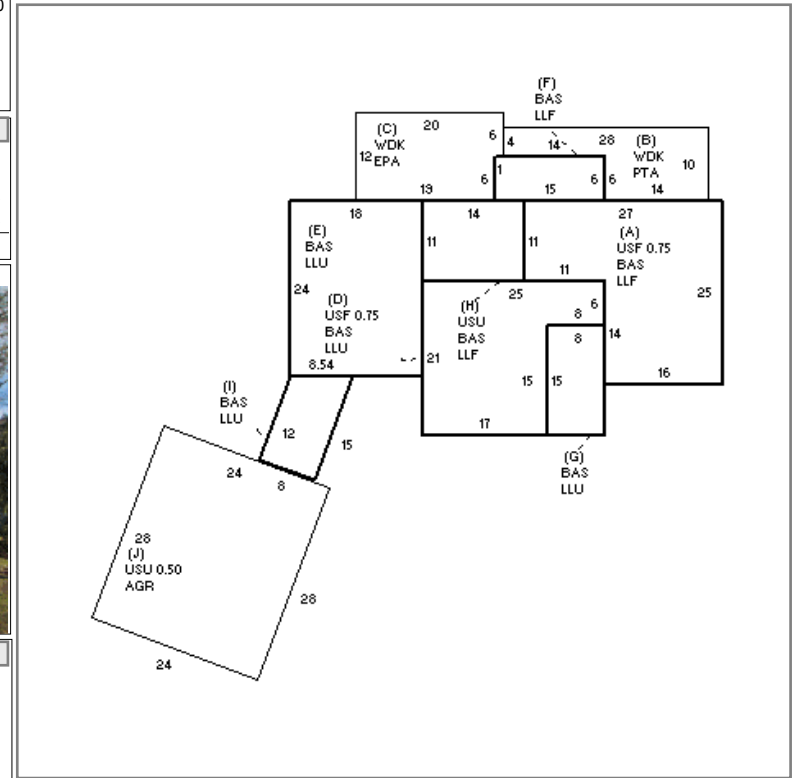 (F)
BAS
LLF
(C)
WDK
EPA
20
6
4
14
28
(B)
WDK
PTA
10
12
1
6
6
6
19
15
14
18
14
27
(E)
BAS
LLU
11
11
(A)
USF 0.75
BAS
LLF
11
24
25
25
(D)
USF 0.75
BAS
LLU
(H)
USU
BAS
LLF
6
8
8
14
21
8.54
15
15
16
(I)
BAS
LLU
12
15
17
24
8
(G)
BAS
LLU
28
(J)
USU 0.50
AGR
28
24